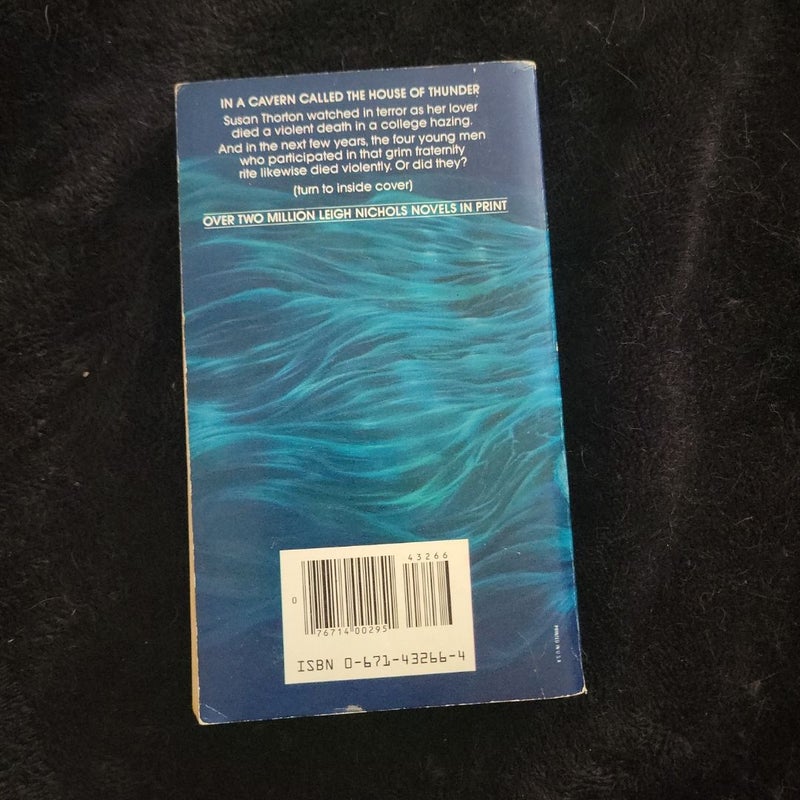 IN A CAVERN CALLED THE HOUSE OF THUNDER
Susan Thorton watched in terror as her lover
died a violent death in a college hazing.
And in the next few years, the four young men
who participated in that grim fraternity
rite likewise died violently. Or did they?
(turn to inside cover)
OVER TWO MILLION LEIGH NICHOLS NOVELS IN PRINT
43266
0
76714 00295
ISBN 0-671-43266-4
PRINTED IN U.S.A.